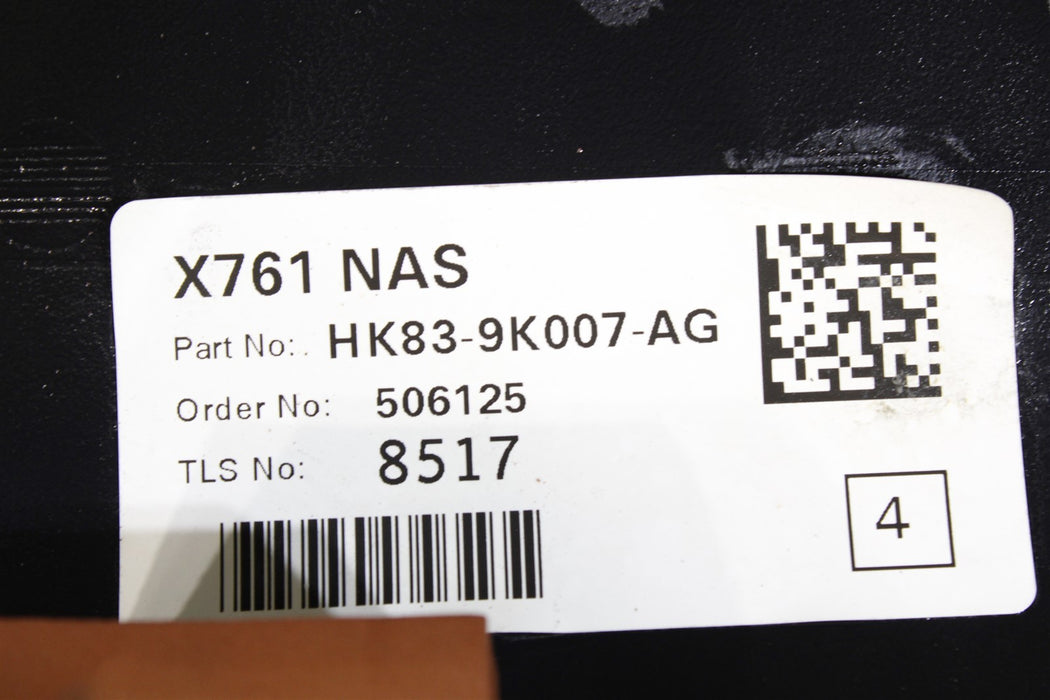 X761 NAS
Part No: HK83-9K007-AG
Order No: 506125
TLS No: 8517
4